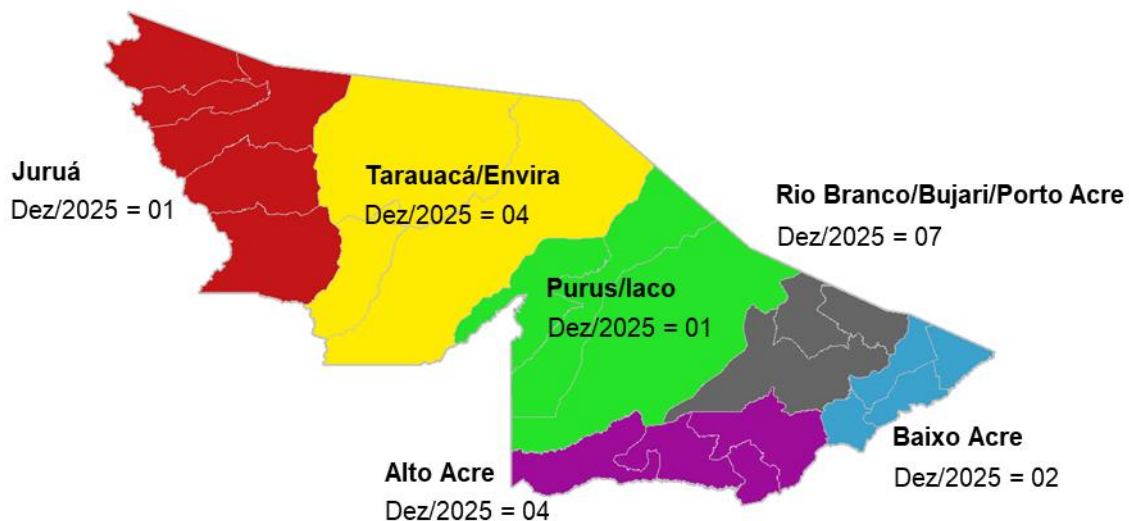 Juruá
Dez/2025 = 01
Tarauacá/Envira
Dez/2025 = 04
Rio Branco/Bujari/Porto Acre
Dez/2025 = 07
Purus/Iaco
Dez/2025 = 01
Baixo Acre
Dez/2025 = 02
Alto Acre
Dez/2025 = 04